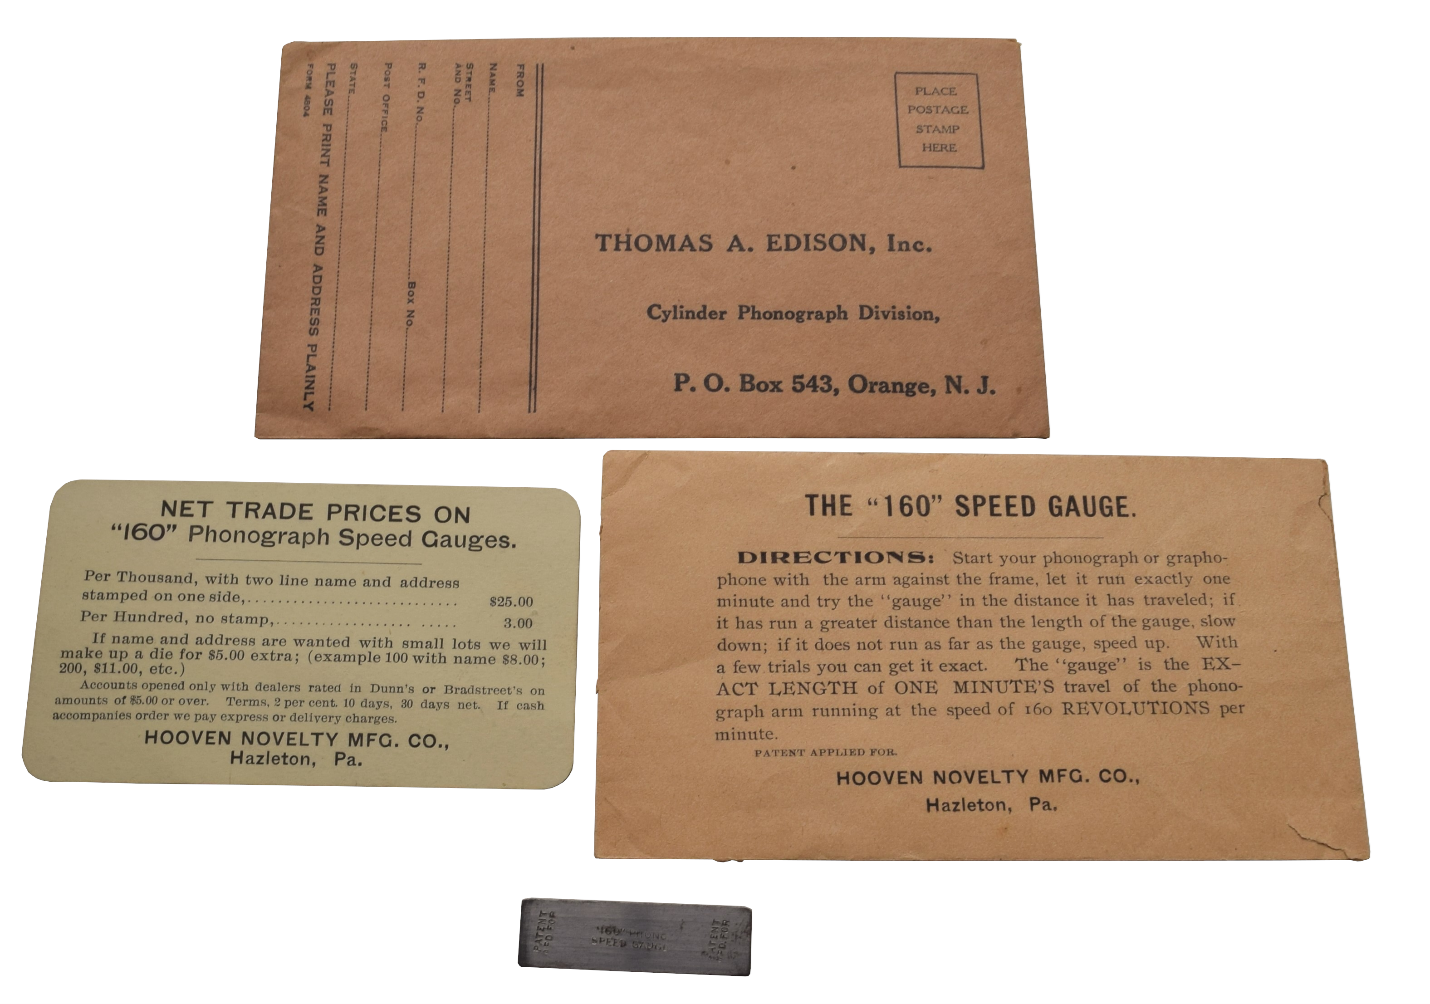 PLACE
POSTAGE
STAMP
HERE
THOMAS A. EDISON, Inc.
Cylinder Phonograph Division,
P. O. Box 543, Orange, N. J.
FROM
NAME
STREET
AND NO.
R. F. D. NO. BOX NO.
POST OFFICE
STATE
PLEASE PRINT NAME AND ADDRESS PLAINLY
FORM 4804
NET TRADE PRICES ON
"160" Phonograph Speed Gauges.
Per Thousand, with two line name and address
stamped on one side,........................... $25.00
Per Hundred, no stamp,................. ..... 3.00
If name and address are wanted with small lots we will
make up a die for $5.00 extra; (example 100 with name $8.00;
200, $11.00, etc.)
Accounts opened only with dealers rated in Dunn's or Bradstreet's on
amounts of $5.00 or over. Terms, 2 per cent. 10 days, 30 days net. If cash
accompanies order we pay express or delivery charges.
HOOVEN NOVELTY MFG. CO.,
Hazleton, Pa.
THE "160" SPEED GAUGE.
DIRECTIONS: Start your phonograph or grapho-
phone with the arm against the frame, let it run exactly one
minute and try the "gauge" in the distance it has traveled; if
it has run a greater distance than the length of the gauge, slow
down; if it does not run as far as the gauge, speed up. With
a few trials you can get it exact. The "gauge" is the EX-
ACT LENGTH of ONE MINUTE'S travel of the phono-
graph arm running at the speed of 160 REVOLUTIONS per
minute.
PATENT APPLIED FOR.
HOOVEN NOVELTY MFG. CO.,
Hazleton, Pa.
PATENT
"160"
SPEED
PATENT